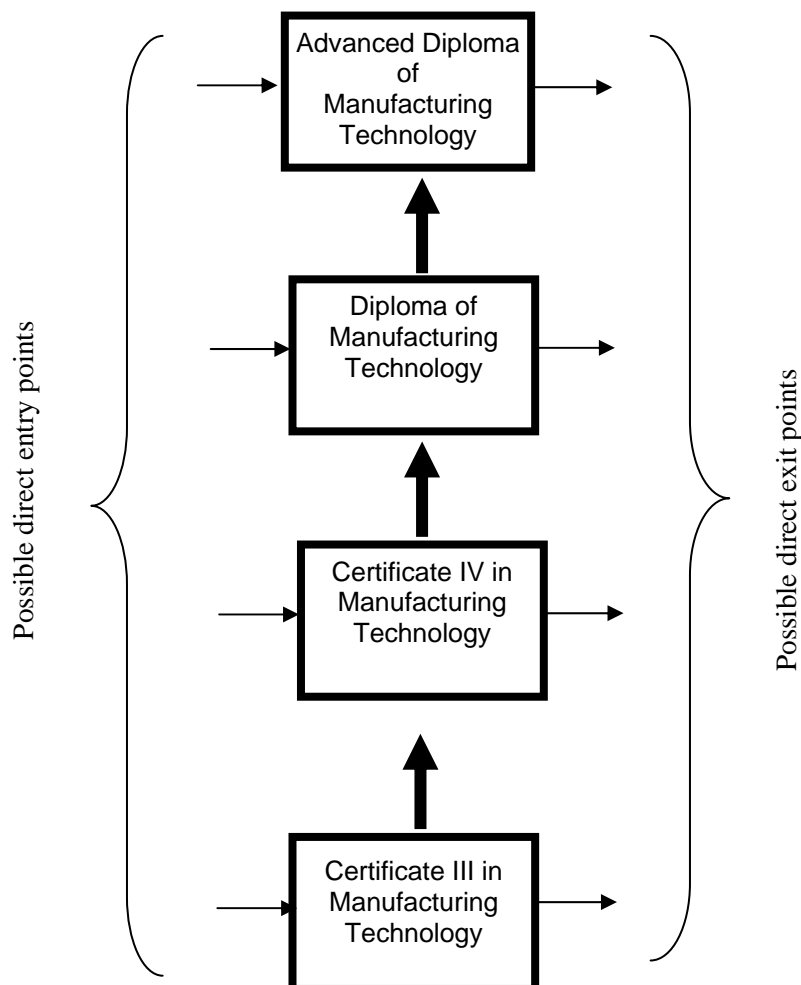 Advanced Diploma
of
Manufacturing
Technology
Possible direct entry points
Diploma of
Manufacturing
Technology
Possible direct exit points
Certificate IV in
Manufacturing
Technology
Certificate III in
Manufacturing
Technology